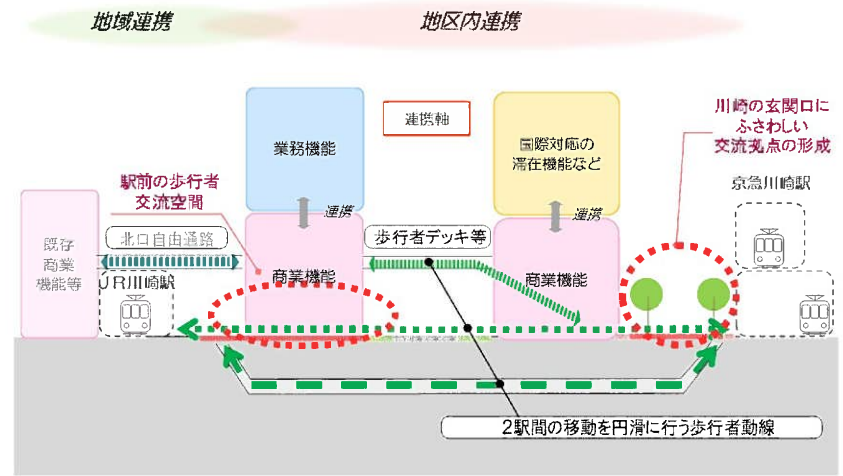 地域連携
地区内連携
業務機能
連携軸
国際対応の
滞在機能など
川崎の玄関口に
ふさわしい
交流拠点の形成
駅前の歩行者
交流空間
連携
連携
京急川崎駅
既存
商業
機能等
北口自由通路
歩行者デッキ等
商業機能
商業機能
JR川崎駅
2駅間の移動を円滑に行う歩行者動線